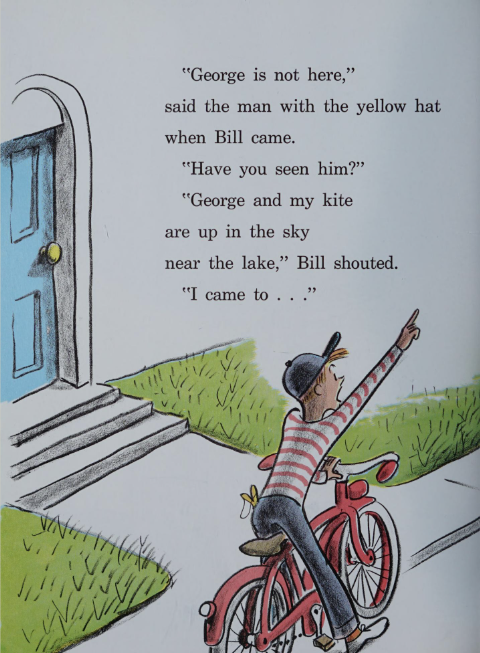 "George is not here,"
said the man with the yellow hat
when Bill came.
"Have you seen him?"
"George and my kite
are up in the sky
near the lake," Bill shouted.
"I came to . . ."